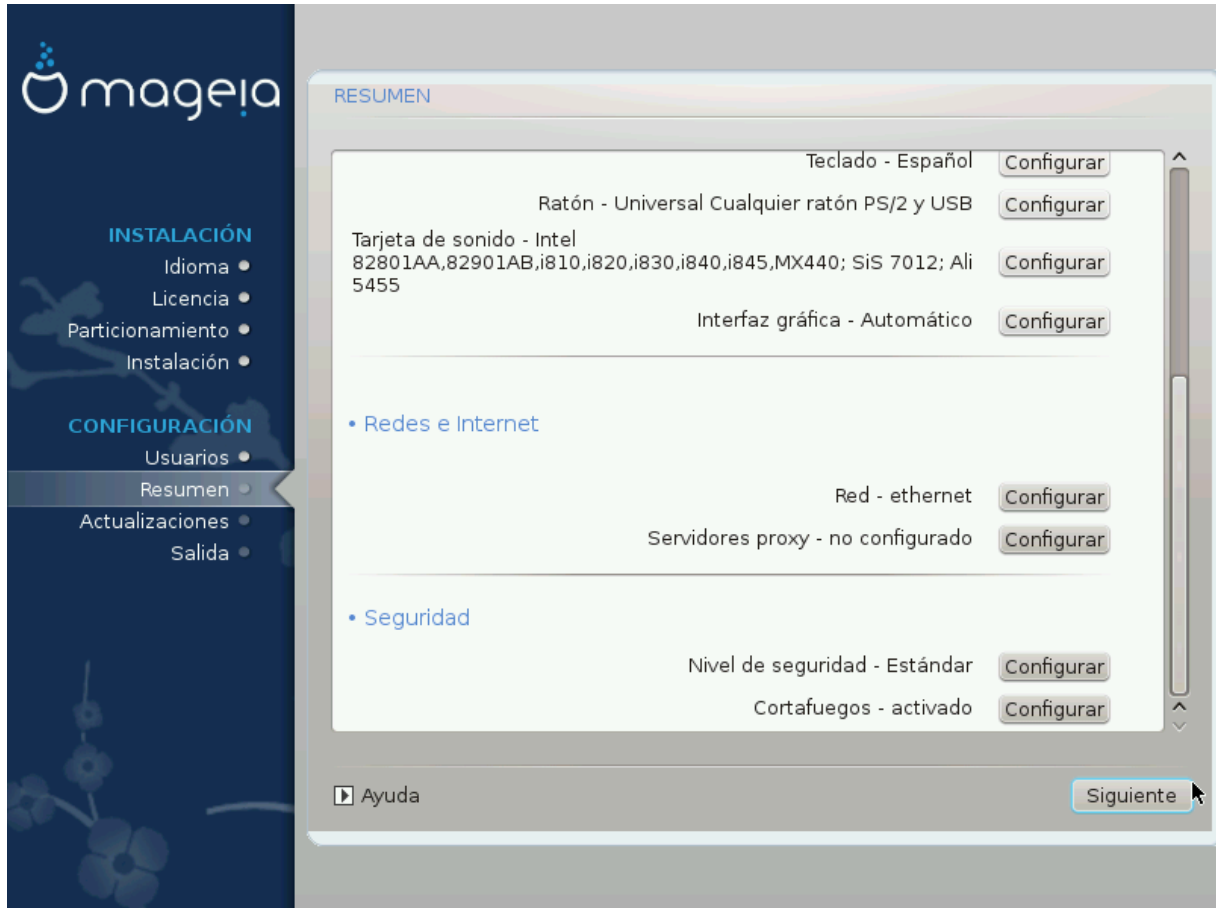 mageia
INSTALACIÓN
Idioma
Licencia
Particionamiento
Instalación
CONFIGURACIÓN
Usuarios
Resumen
Actualizaciones
Salida
RESUMEN
Teclado - Español Configurar
Ratón - Universal Cualquier ratón PS/2 y USB Configurar
Tarjeta de sonido - Intel
82801AA,82901AB,i810,i820,i830,i840,i845,MX440; SiS 7012; Ali Configurar
5455
Interfaz gráfica - Automático Configurar
• Redes e Internet
Red - ethernet Configurar
Servidores proxy - no configurado Configurar
• Seguridad
Nivel de seguridad - Estándar Configurar
Cortafuegos - activado Configurar
Ayuda Siguiente